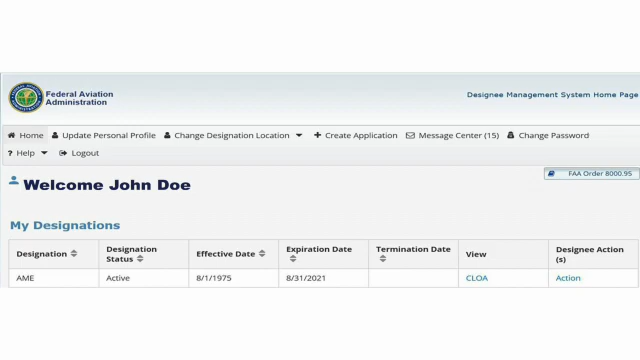 Federal Aviation
Administration
Designee Management System Home Page
Home Update Personal Profile Change Designation Location + Create Application Message Center (15) Change Password
? Help Logout
FAA Order 8000.95
Welcome John Doe
My Designations
Designation Designation Status Effective Date Expiration Date Termination Date View Designee Action (s)
AME Active 8/1/1975 8/31/2021 CLOA Action